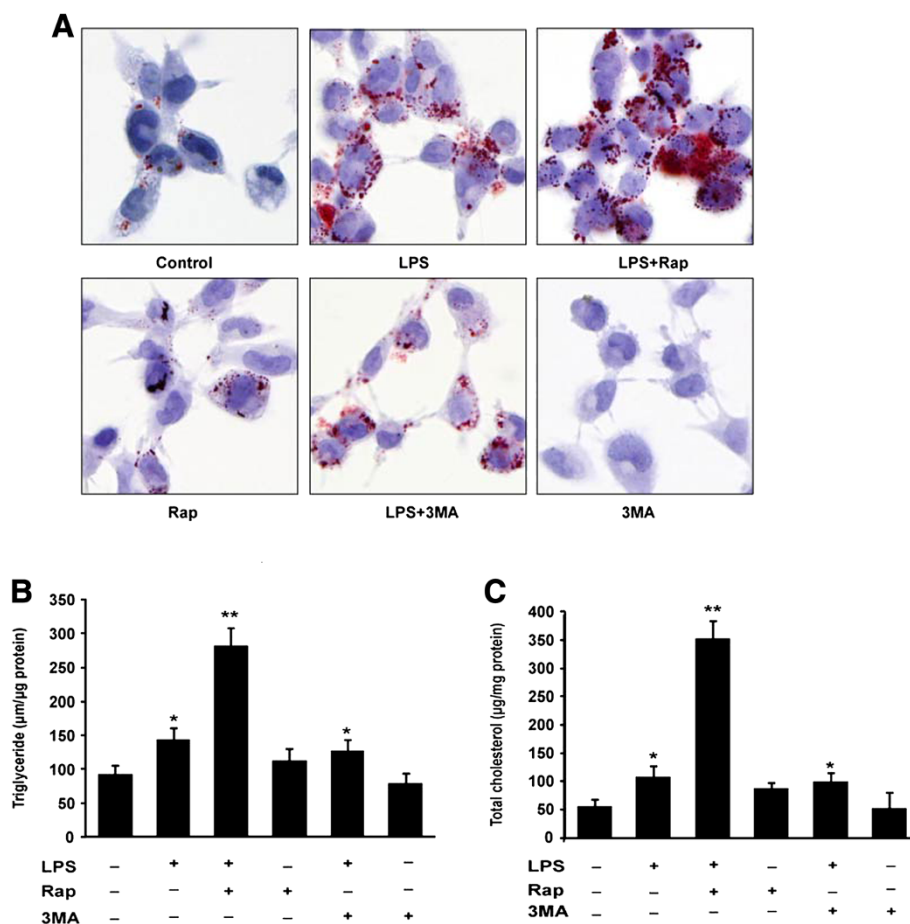 A
Control
LPS
LPS+Rap
Rap
LPS+3MA
3MA
B
Triglyceride (µm/µg protein)
350
300
250
200
150
100
50
0
*
**
*
LPS – + + – + –
Rap – – + + – –
3MA – – – – + +
C
Total cholesterol (µg/mg protein)
400
350
300
250
200
150
100
50
0
*
**
*
LPS – + + – + –
Rap – – + + – –
3MA – – – – + +